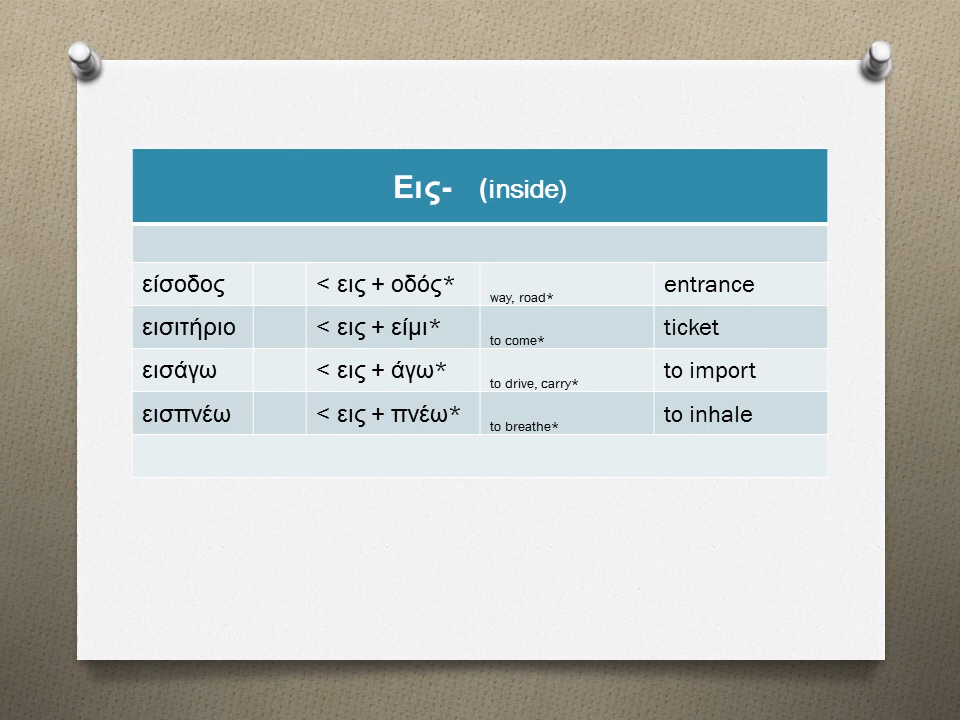 Εις- (inside)
είσοδος < εις + οδός* way, road* entrance
εισιτήριο < εις + είμι* to come* ticket
εισάγω < εις + άγω* to drive, carry* to import
εισπνέω < εις + πνέω* to breathe* to inhale